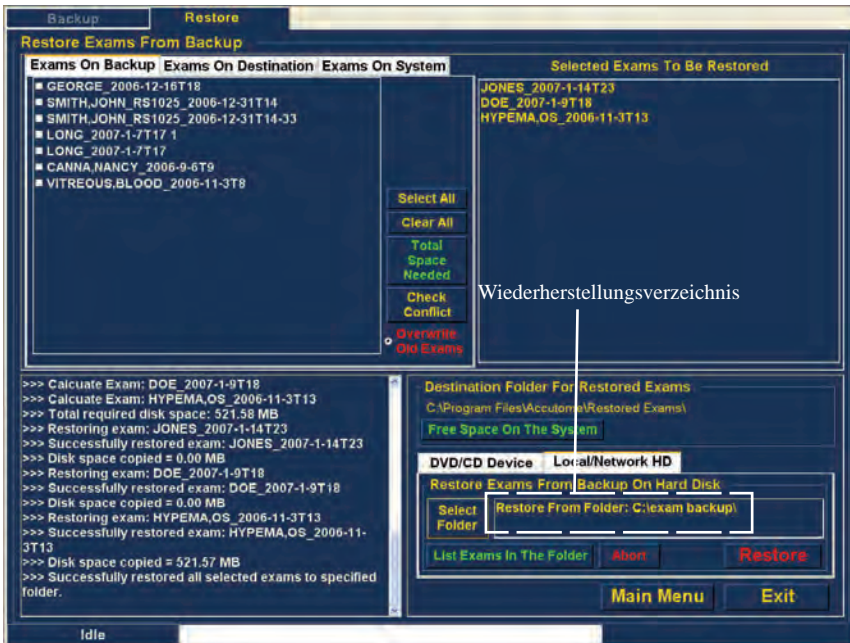 Backup
Restore
Restore Exams From Backup
Exams On Backup
Exams On Destination
Exams On System
GEORGE_2006-12-16T18
SMITH,JOHN_RS1025_2006-12-31T14
SMITH,JOHN_RS1025_2006-12-31T14-33
LONG_2007-1-7T17 1
LONG_2007-1-7T17
CANNA,NANCY_2006-9-6T9
VITREOUS,BLOOD_2006-11-3T8
Select All
Clear All
Total
Space
Needed
Check
Conflict
Overwrite
Old Exams
Selected Exams To Be Restored
JONES_2007-1-14T23
DOE_2007-1-9T18
HYPEMA,OS_2006-11-3T13
Wiederherstellungsverzeichnis
>>> Calcuate Exam: DOE_2007-1-9T18
>>> Calcuate Exam: HYPEMA,OS_2006-11-3T13
>>> Total required disk space: 521.58 MB
>>> Restoring exam: JONES_2007-1-14T23
>>> Successfully restored exam: JONES_2007-1-14T23
>>> Disk space copied = 0.00 MB
>>> Restoring exam: DOE_2007-1-9T18
>>> Successfully restored exam: DOE_2007-1-9T18
>>> Disk space copied = 0.00 MB
>>> Restoring exam: HYPEMA,OS_2006-11-3T13
>>> Successfully restored exam: HYPEMA,OS_2006-11-
3T13
>>> Disk space copied = 521.57 MB
>>> Successfully restored all selected exams to specified
folder.
Destination Folder For Restored Exams
C:\Program Files\Accutome\Restored Exams\
Free Space On The System
DVD/CD Device
Local/Network HD
Restore Exams From Backup On Hard Disk
Select
Folder
Restore From Folder: C:\exam backup\
List Exams In The Folder
Abort
Restore
Main Menu
Exit
Idle